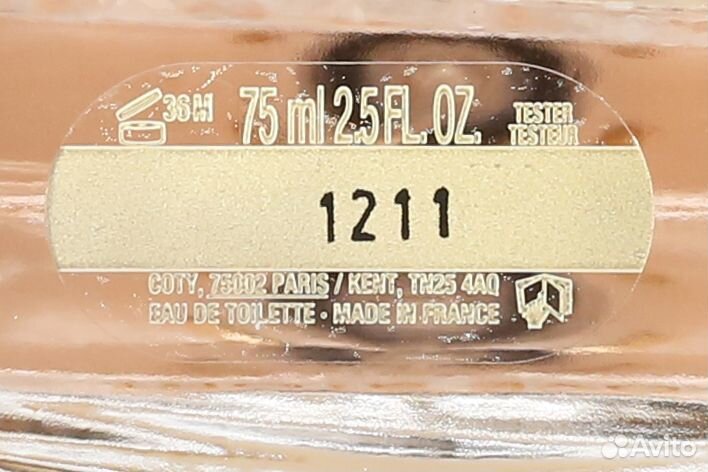 36M 75 ml 2.5 FL. OZ. TESTER
TESTEUR
1211
COTY, 75002 PARIS / KENT, TN25 4AQ
EAU DE TOILETTE · MADE IN FRANCE
Avito